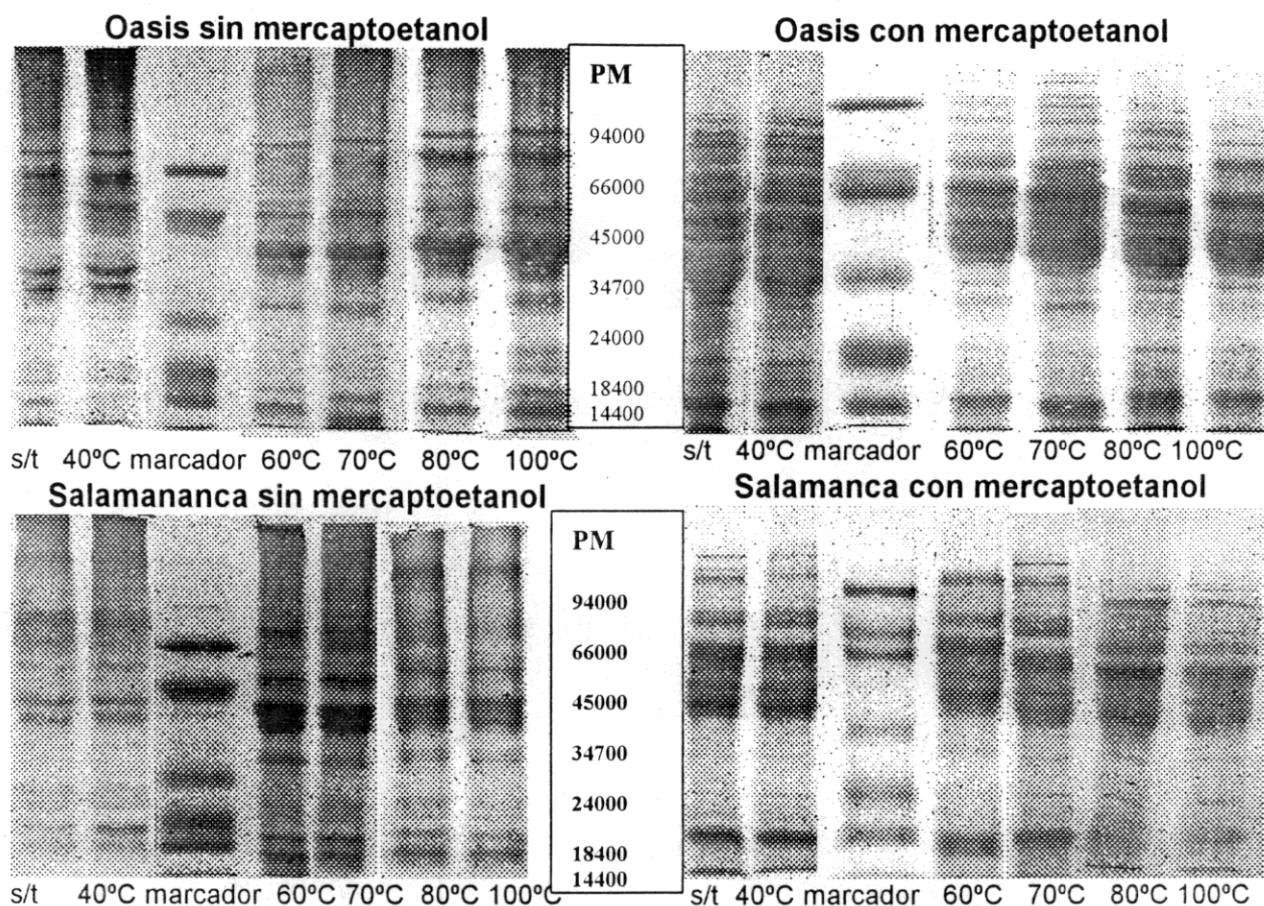 Oasis sin mercaptoetanol
Oasis con mercaptoetanol
PM
94000
66000
45000
34700
24000
18400
14400
s/t 40ºC marcador 60ºC 70ºC 80ºC 100ºC
s/t 40ºC marcador 60ºC 70ºC 80ºC 100ºC
Salamananca sin mercaptoetanol
Salamanca con mercaptoetanol
PM
94000
66000
45000
34700
24000
18400
14400
s/t 40ºC marcador 60ºC 70ºC 80ºC 100ºC
s/t 40ºC marcador 60ºC 70ºC 80ºC 100ºC